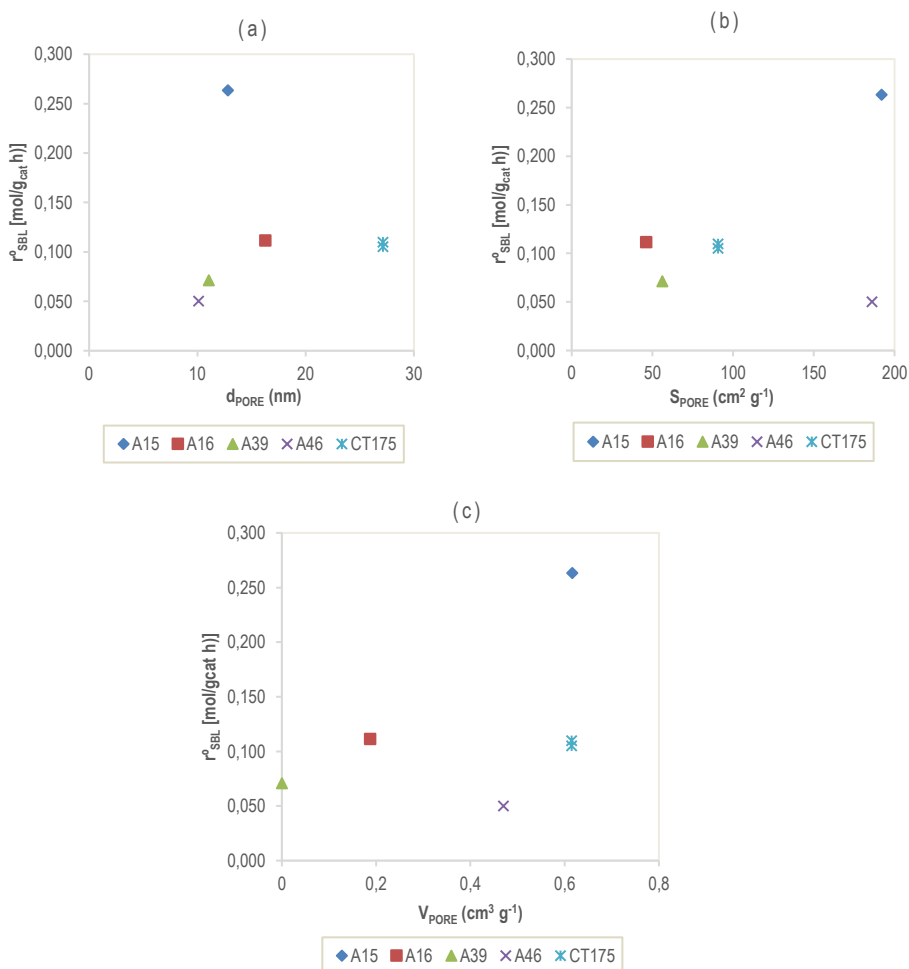 (a)
0,300
0,250
0,200
0,150
0,100
0,050
0,000
r⁰SBL [mol/gcat h)]
0 10 20 30
dPORE (nm)
A15 A16 A39 A46 CT175
(b)
0,300
0,250
0,200
0,150
0,100
0,050
0,000
r⁰SBL [mol/gcat h)]
0 50 100 150 200
SPORE (cm² g⁻¹)
A15 A16 A39 A46 CT175
(c)
0,300
0,250
0,200
0,150
0,100
0,050
0,000
r⁰SBL [mol/gcat h)]
0 0,2 0,4 0,6 0,8
VPORE (cm³ g⁻¹)
A15 A16 A39 A46 CT175